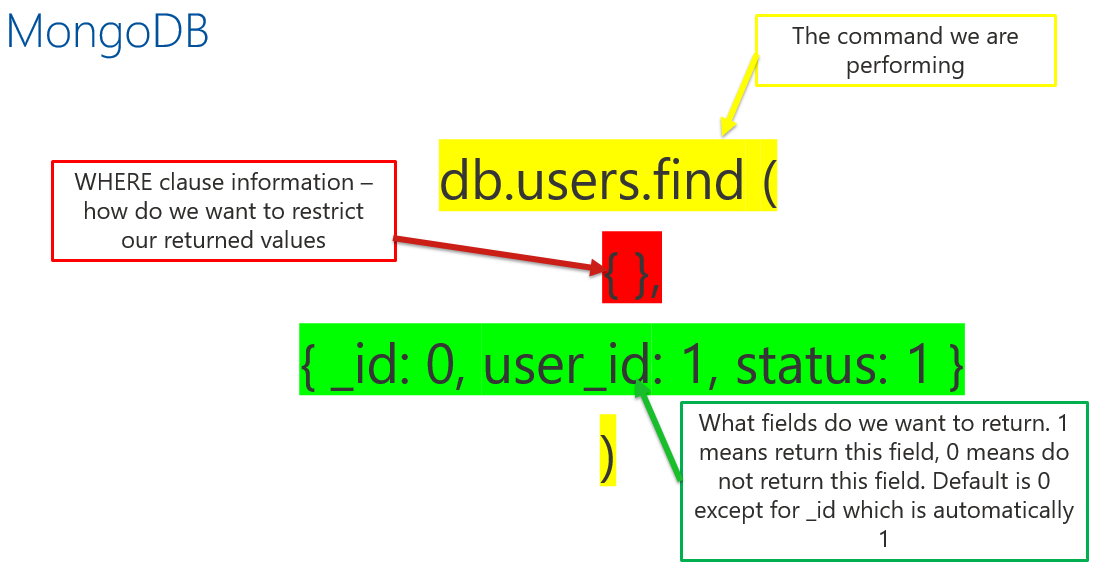 MongoDB
The command we are
performing
db.users.find (
WHERE clause information –
how do we want to restrict
our returned values
{ },
{ _id: 0, user_id: 1, status: 1 }
)
What fields do we want to return. 1
means return this field, 0 means do
not return this field. Default is 0
except for _id which is automatically
1